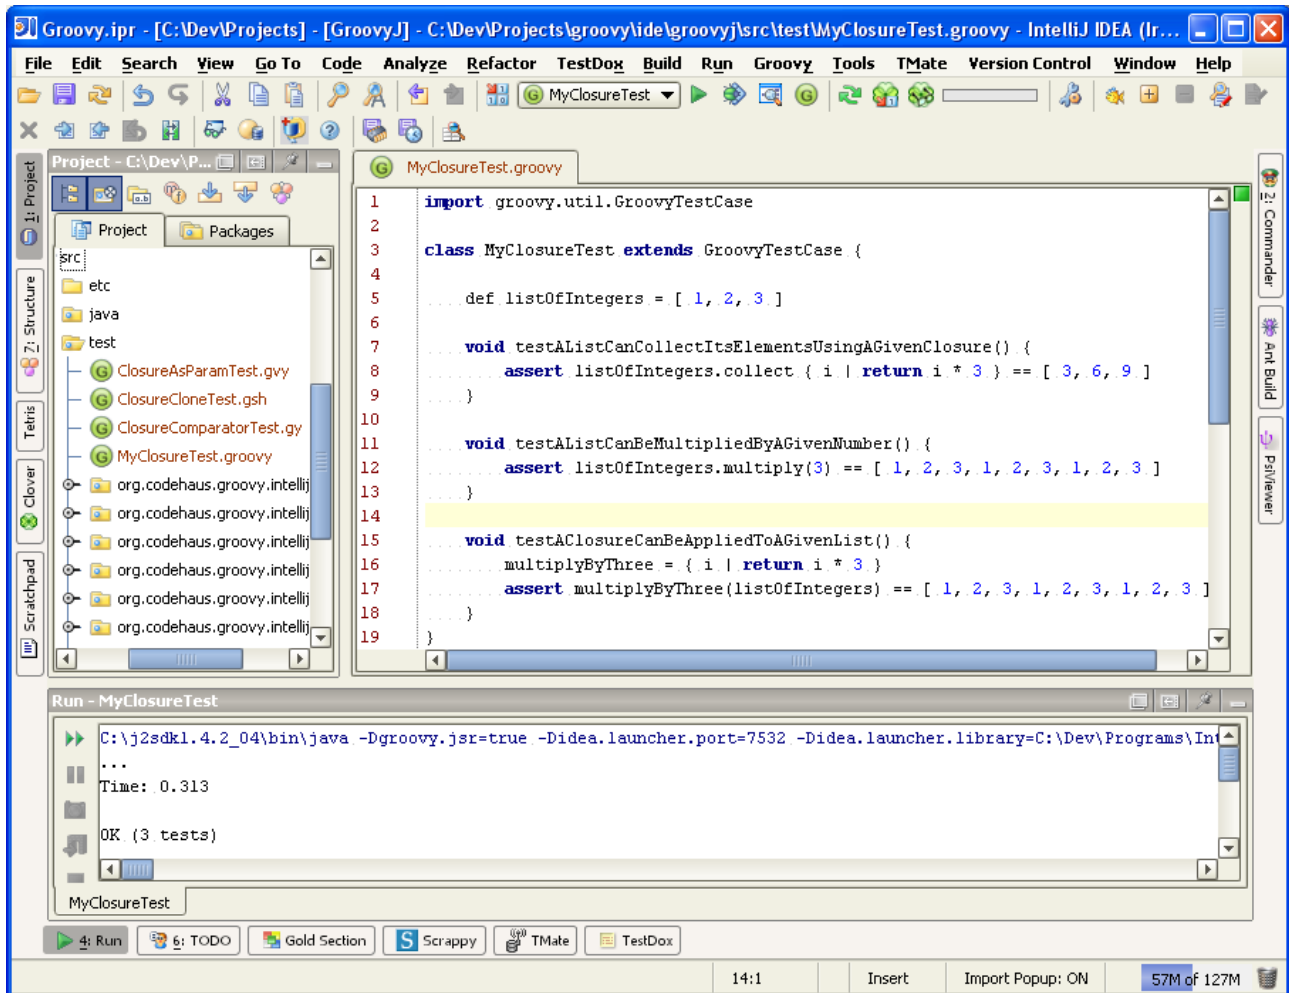 Groovy.ipr - [C:\Dev\Projects] - [GroovyJ] - C:\Dev\Projects\groovy\ide\groovyj\src\test\MyClosureTest.groovy - IntelliJ IDEA (Ir...
File Edit Search View Go To Code Analyze Refactor TestDox Build Run Groovy Tools TMate Version Control Window Help
MyClosureTest
Project - C:\Dev\P...
MyClosureTest.groovy
Project Packages
src
etc
java
test
ClosureAsParamTest.gvy
ClosureCloneTest.gsh
ClosureComparatorTest.gy
MyClosureTest.groovy
org.codehaus.groovy.intellij
org.codehaus.groovy.intellij
org.codehaus.groovy.intellij
org.codehaus.groovy.intellij
org.codehaus.groovy.intellij
org.codehaus.groovy.intellij
1: Project
7: Structure
Tetris
Clover
Scratchpad
1 import groovy.util.GroovyTestCase
2
3 class MyClosureTest extends GroovyTestCase {
4
5 def listOfIntegers = [ 1, 2, 3 ]
6
7 void testAListCanCollectItsElementsUsingAGivenClosure() {
8 assert listOfIntegers.collect { i | return i * 3 } == [ 3, 6, 9 ]
9 }
10
11 void testAListCanBeMultipliedByAGivenNumber() {
12 assert listOfIntegers.multiply(3) == [ 1, 2, 3, 1, 2, 3, 1, 2, 3 ]
13 }
14
15 void testAClosureCanBeAppliedToAGivenList() {
16 multiplyByThree = { i | return i * 3 }
17 assert multiplyByThree(listOfIntegers) == [ 1, 2, 3, 1, 2, 3, 1, 2, 3 ]
18 }
19 }
2: Commander
Ant Build
PsiViewer
Run - MyClosureTest
C:\j2sdk1.4.2_04\bin\java -Dgroovy.jsr=true -Didea.launcher.port=7532 -Didea.launcher.library=C:\Dev\Programs\Int
...
Time: 0.313
OK (3 tests)
MyClosureTest
4: Run 6: TODO Gold Section Scrappy TMate TestDox
14:1 Insert Import Popup: ON 57M of 127M